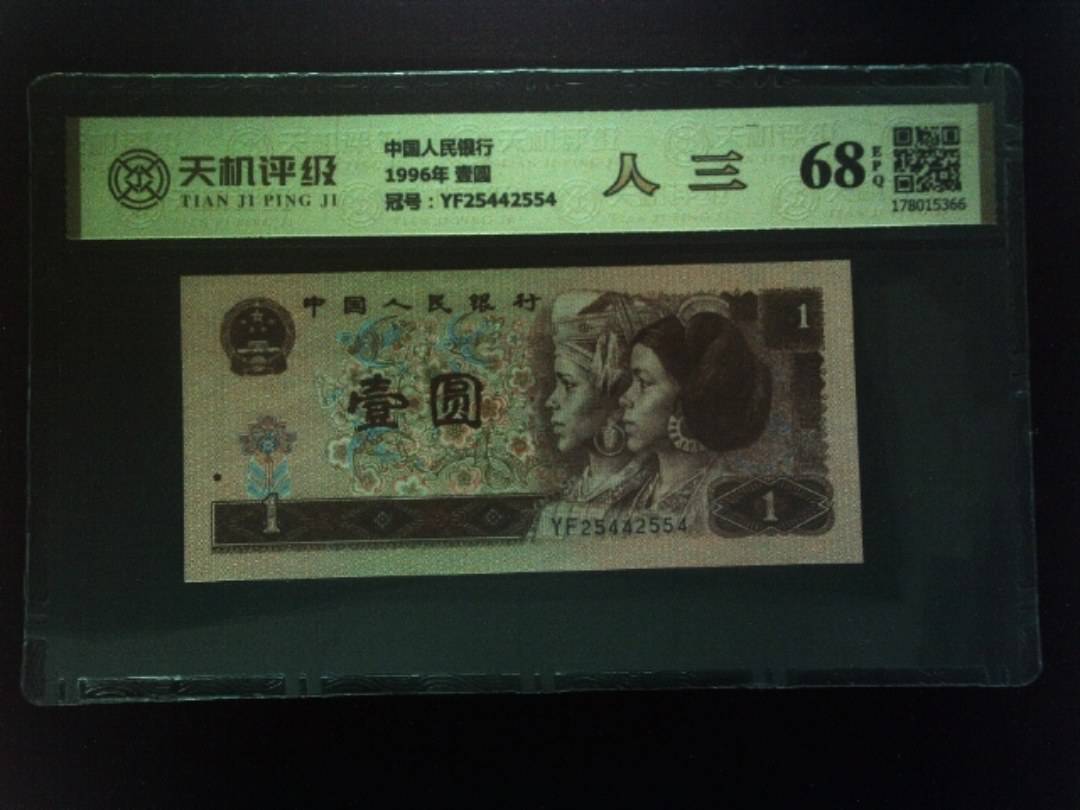 天机评级
TIAN JI PING JI
中国人民银行
1996年 壹圆
冠号：YF25442554
人三
68
EPQ
178015366
中国人民银行
1
壹圆
1
YF25442554
1